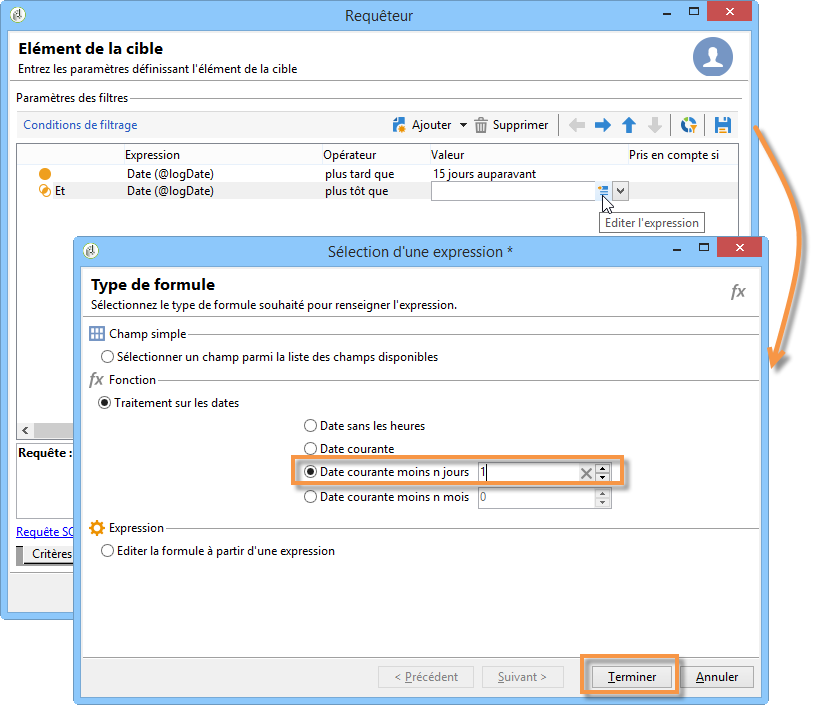 Requêteur
Elément de la cible
Entrez les paramètres définissant l'élément de la cible
Paramètres des filtres
Conditions de filtrage Ajouter Supprimer
Expression Opérateur Valeur Pris en compte si
Date (@logDate) plus tard que 15 jours auparavant
Et Date (@logDate) plus tôt que
Editer l'expression
Sélection d'une expression *
Type de formule
Sélectionnez le type de formule souhaité pour renseigner l'expression.
fx
Champ simple
Sélectionner un champ parmi la liste des champs disponibles
fx Fonction
Traitement sur les dates
Date sans les heures
Date courante
Date courante moins n jours 1
Date courante moins n mois 0
Expression
Editer la formule à partir d'une expression
Requête :
Requête SQ
Critères
< Précédent Suivant > Terminer Annuler